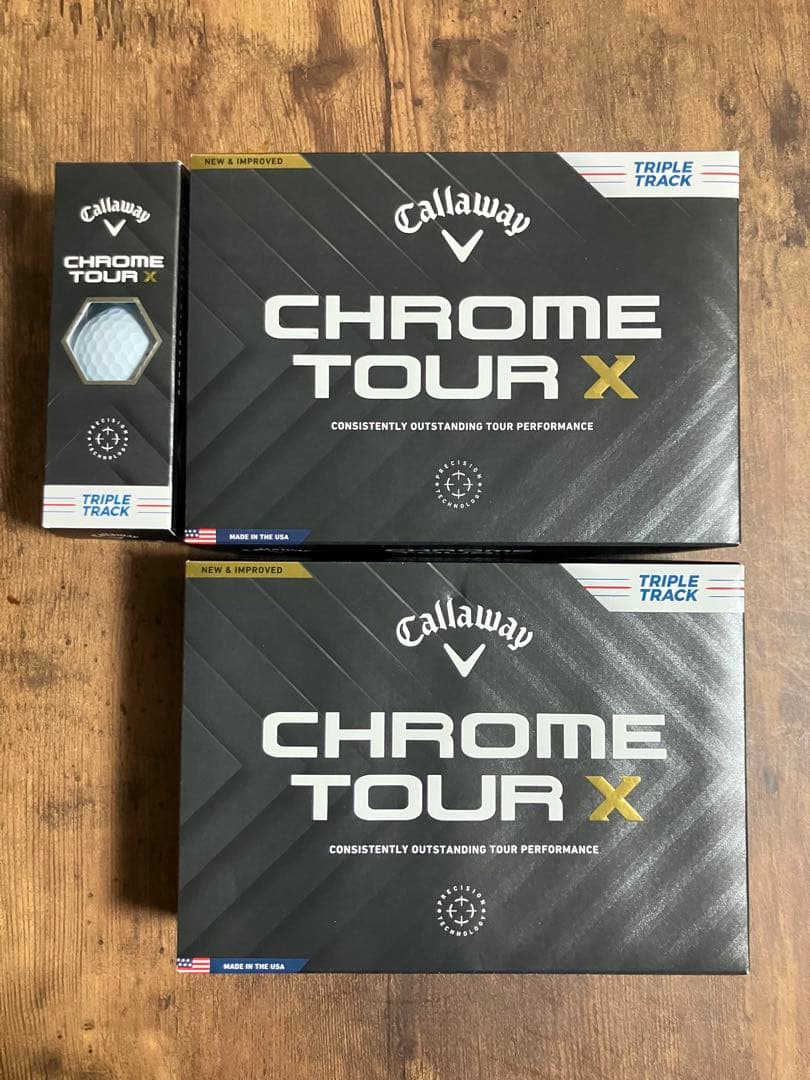 Callaway
CHROME
TOUR X
PRECISION TECHNOLOGY
TRIPLE
TRACK
NEW & IMPROVED
TRIPLE
TRACK
Callaway
CHROME
TOUR X
CONSISTENTLY OUTSTANDING TOUR PERFORMANCE
PRECISION TECHNOLOGY
MADE IN THE USA
NEW & IMPROVED
TRIPLE
TRACK
Callaway
CHROME
TOUR X
CONSISTENTLY OUTSTANDING TOUR PERFORMANCE
PRECISION TECHNOLOGY
MADE IN THE USA